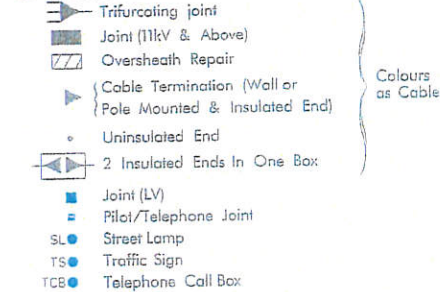 Trifurcating joint
Joint (11kV & Above)
Oversheath Repair
Cable Termination (Wall or
Pole Mounted & Insulated End)
Colours
as Cable
Uninsulated End
2 Insulated Ends In One Box
Joint (LV)
Pilot/Telephone Joint
SL Street Lamp
TS Traffic Sign
TCB Telephone Call Box